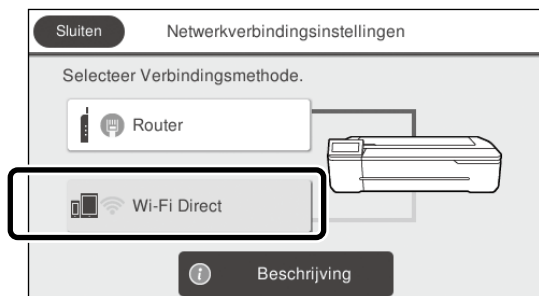 Sluiten
Netwerkverbindingsinstellingen
Selecteer Verbindingsmethode.
Router
Wi-Fi Direct
Beschrijving